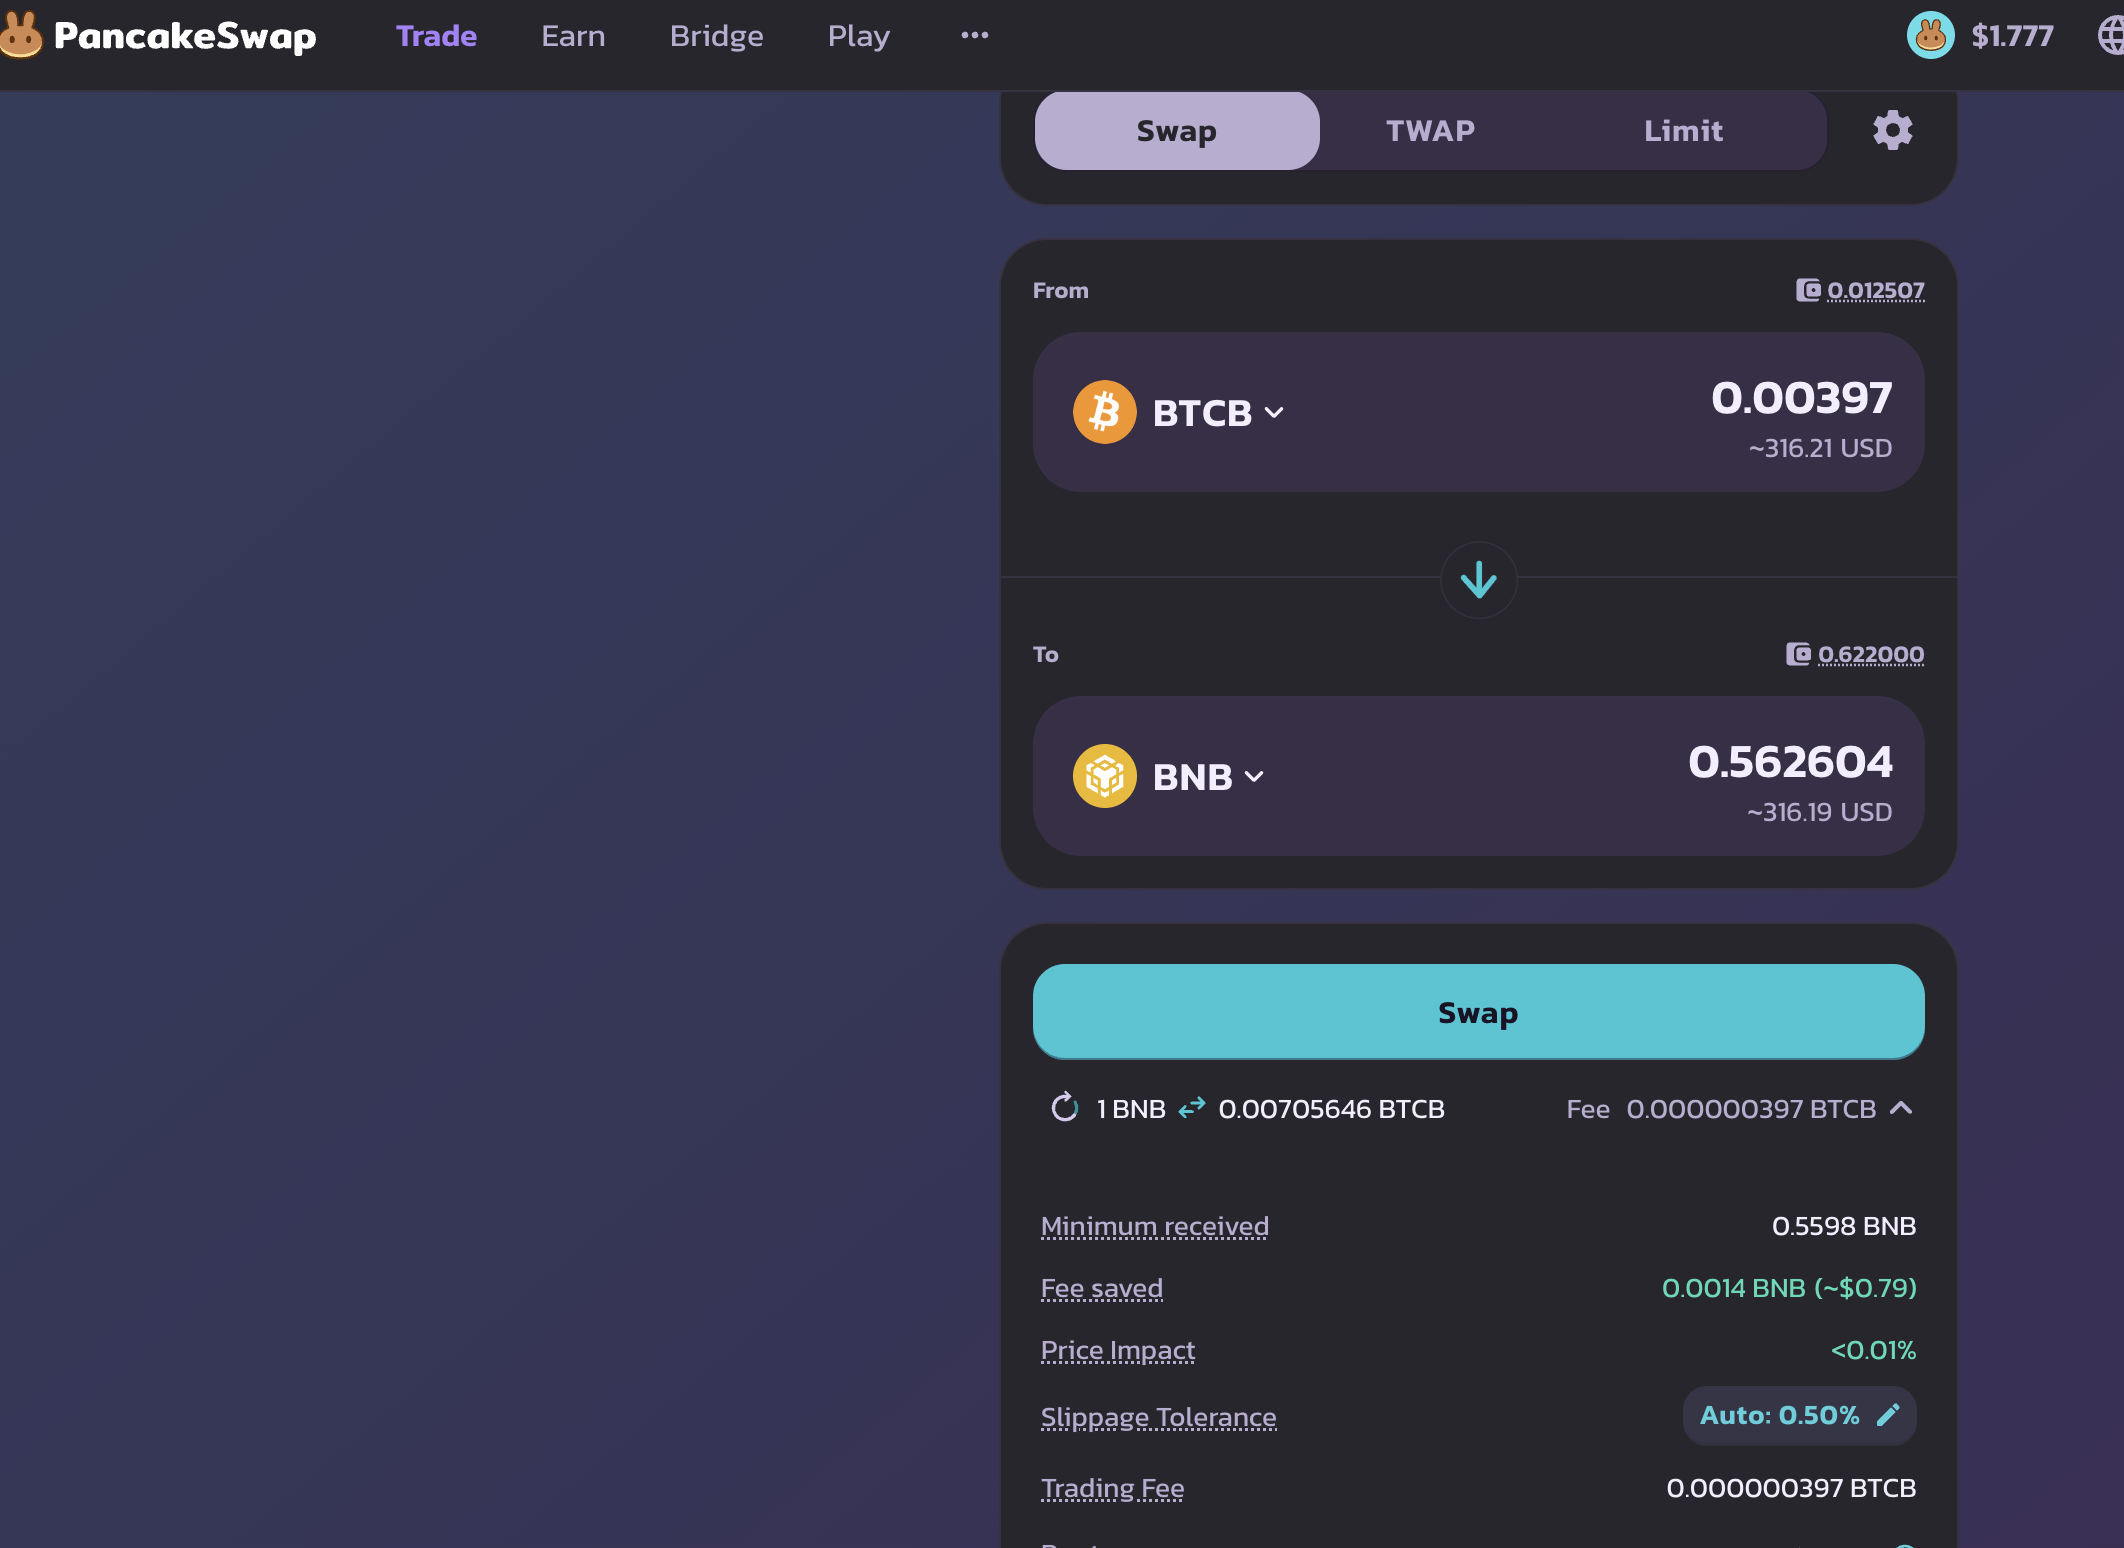 PancakeSwap Trade Earn Bridge Play ••• $1.777
Swap TWAP Limit
From 0.012507
BTCB 0.00397
~316.21 USD
To 0.622000
BNB 0.562604
~316.19 USD
Swap
1 BNB ⇄ 0.00705646 BTCB Fee 0.000000397 BTCB
Minimum received 0.5598 BNB
Fee saved 0.0014 BNB (~$0.79)
Price Impact <0.01%
Slippage Tolerance Auto: 0.50%
Trading Fee 0.000000397 BTCB